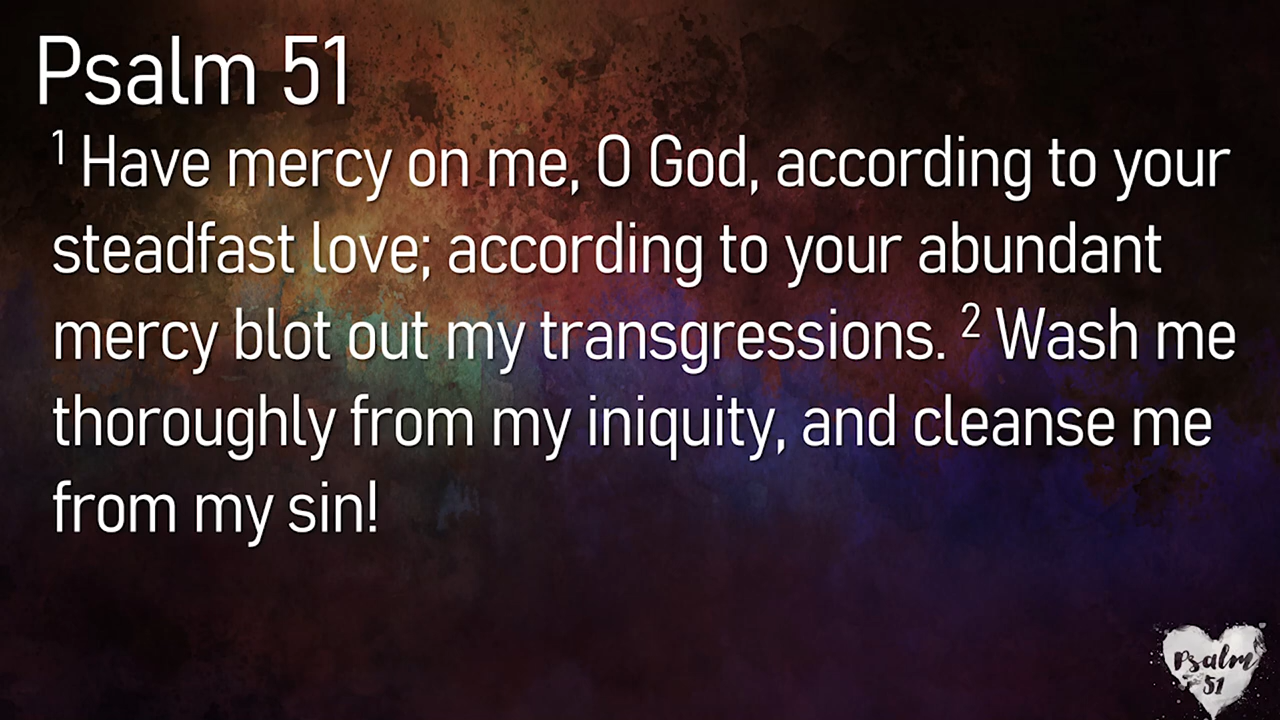 Psalm 51
1 Have mercy on me, O God, according to your
steadfast love; according to your abundant
mercy blot out my transgressions. 2 Wash me
thoroughly from my iniquity, and cleanse me
from my sin!
Psalm
51